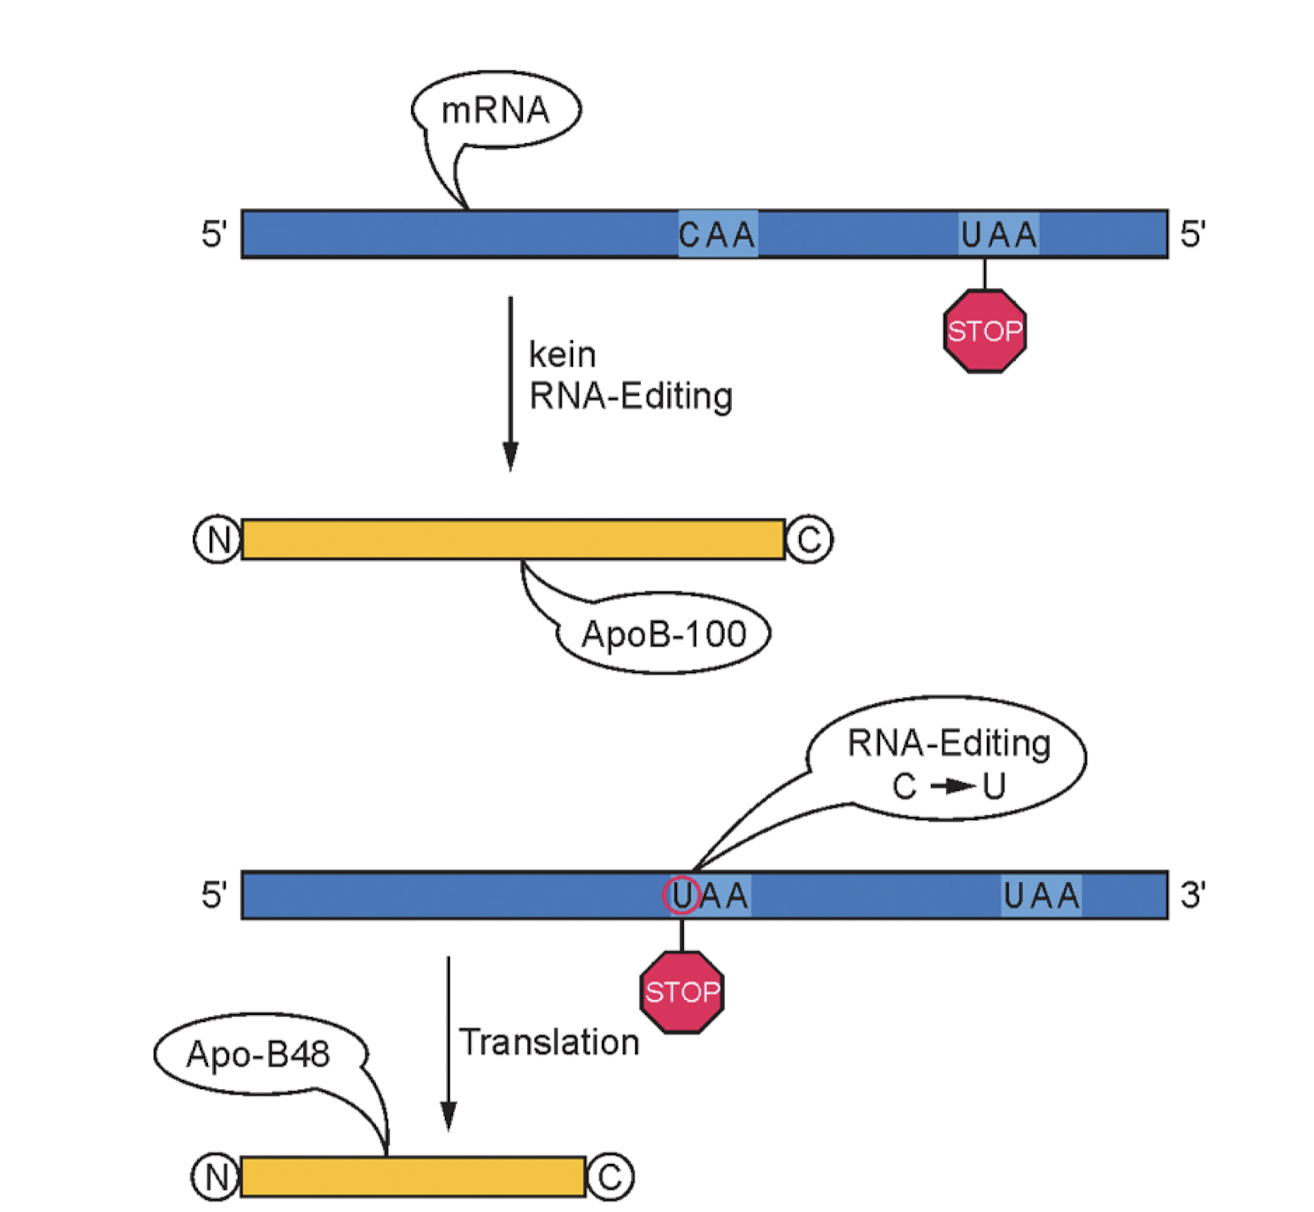 mRNA
5' CAA UAA 5'
STOP
kein
RNA-Editing
N C
ApoB-100
RNA-Editing
C → U
5' UAA UAA 3'
STOP
Translation
Apo-B48
N C